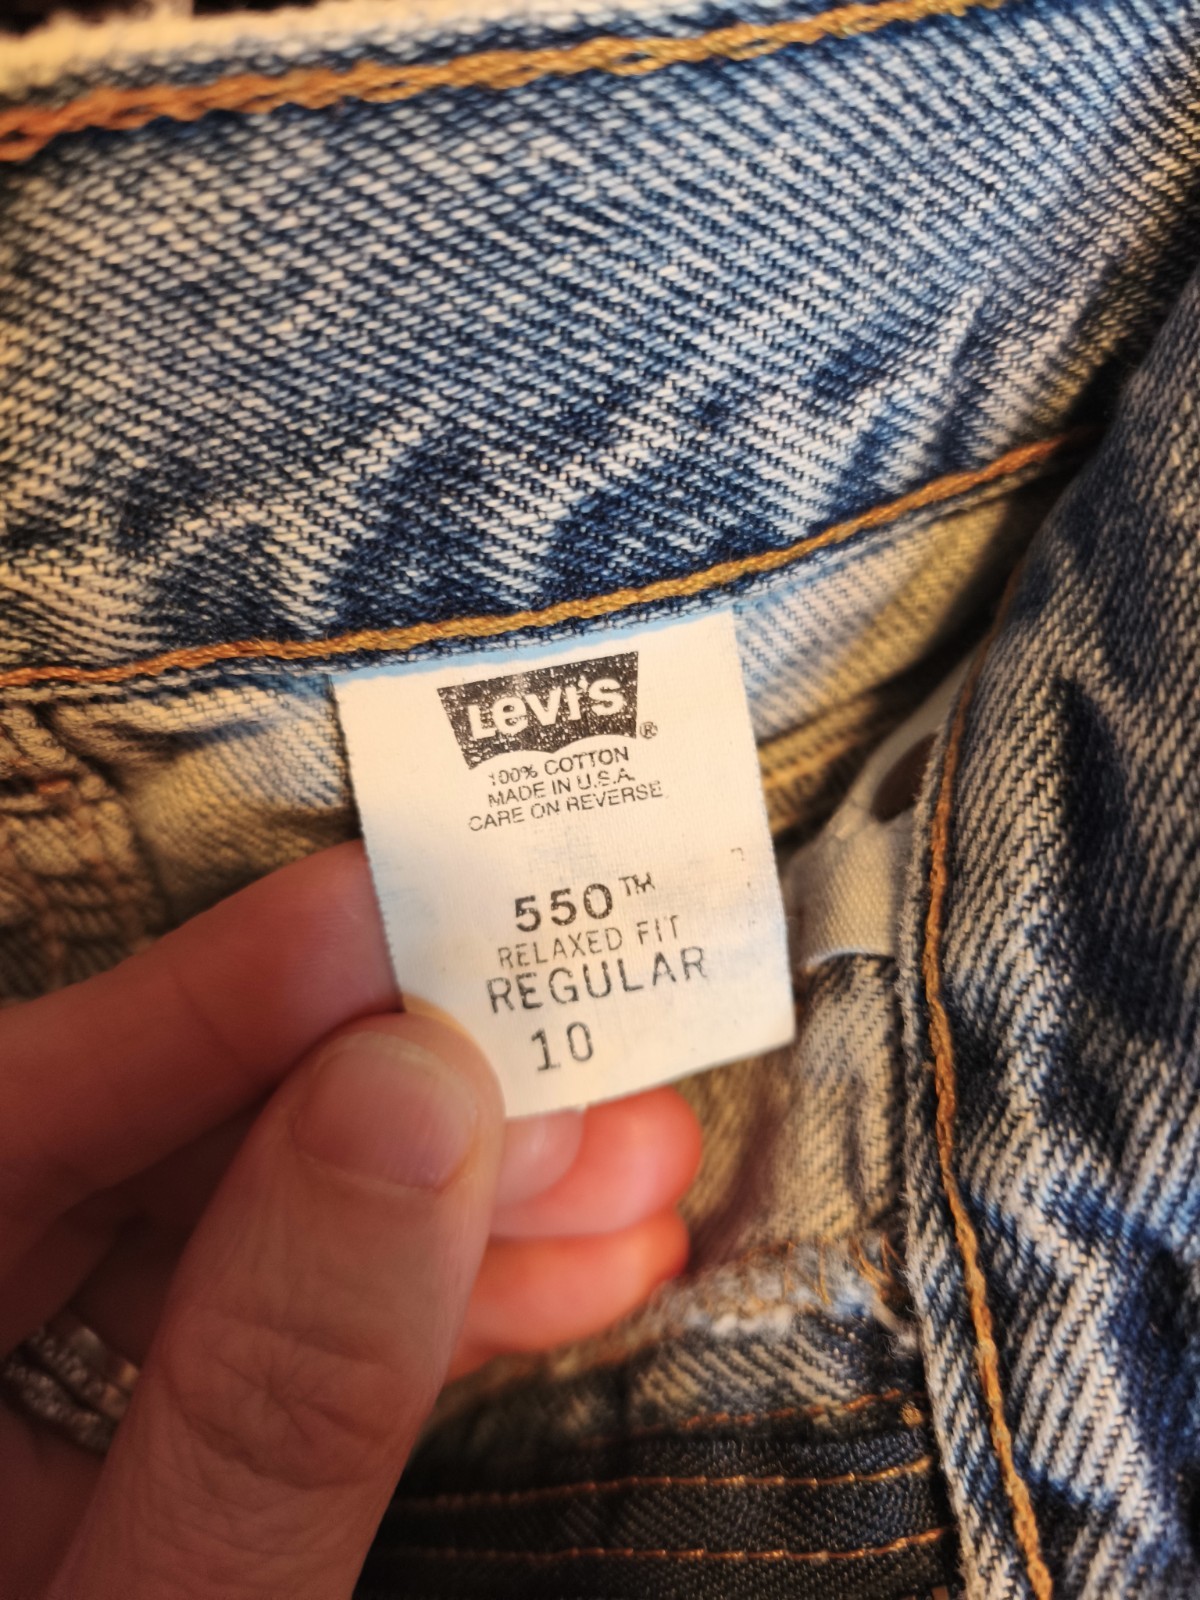 Levi's ®
100% COTTON
MADE IN U.S.A.
CARE ON REVERSE
550™
RELAXED FIT
REGULAR
10